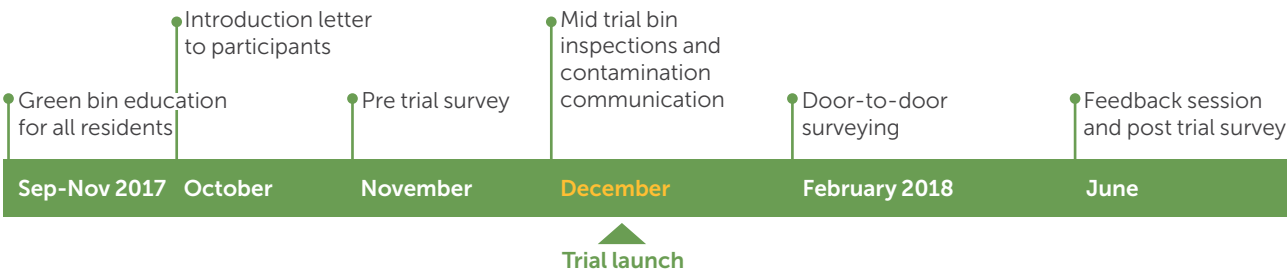 Introduction letter
to participants
Mid trial bin
inspections and
contamination
communication
Green bin education
for all residents
Pre trial survey
Door-to-door
surveying
Feedback session
and post trial survey
Sep-Nov 2017 October November December February 2018 June
Trial launch